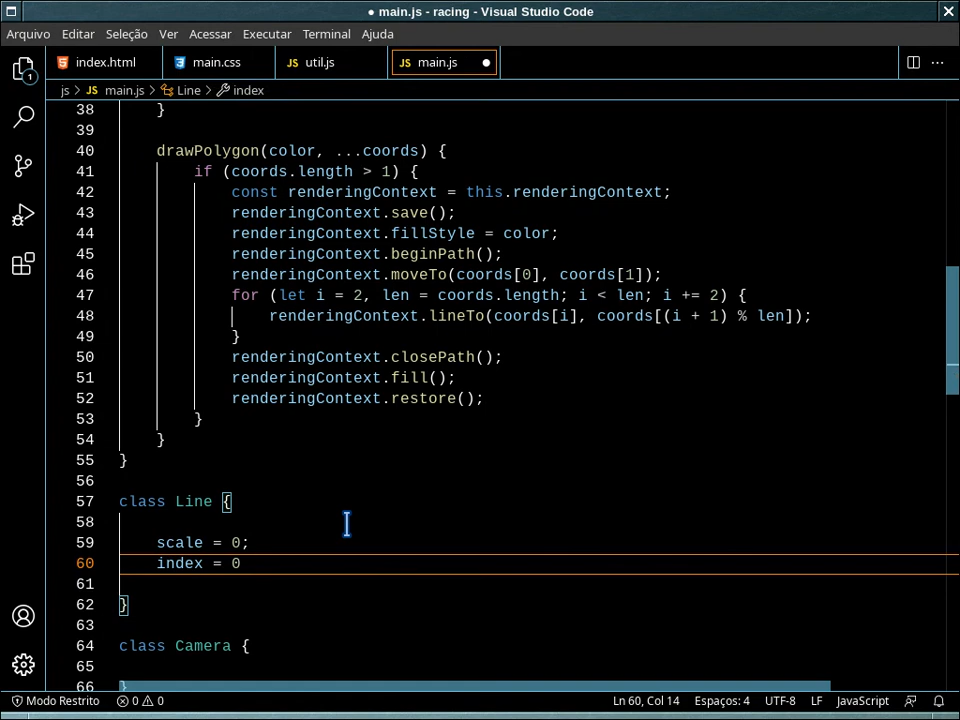 ● main.js - racing - Visual Studio Code
Arquivo Editar Seleção Ver Acessar Executar Terminal Ajuda
1
index.html
main.css
JS util.js
JS main.js ●
js > JS main.js > Line > index
38 }
39
40 drawPolygon(color, ...coords) {
41 if (coords.length > 1) {
42 const renderingContext = this.renderingContext;
43 renderingContext.save();
44 renderingContext.fillStyle = color;
45 renderingContext.beginPath();
46 renderingContext.moveTo(coords[0], coords[1]);
47 for (let i = 2, len = coords.length; i < len; i += 2) {
48 renderingContext.lineTo(coords[i], coords[(i + 1) % len]);
49 }
50 renderingContext.closePath();
51 renderingContext.fill();
52 renderingContext.restore();
53 }
54 }
55 }
56
57 class Line {
58
59 scale = 0;
60 index = 0
61
62 }
63
64 class Camera {
65
66 }
Modo Restrito 0 0 Ln 60, Col 14 Espaços: 4 UTF-8 LF JavaScript